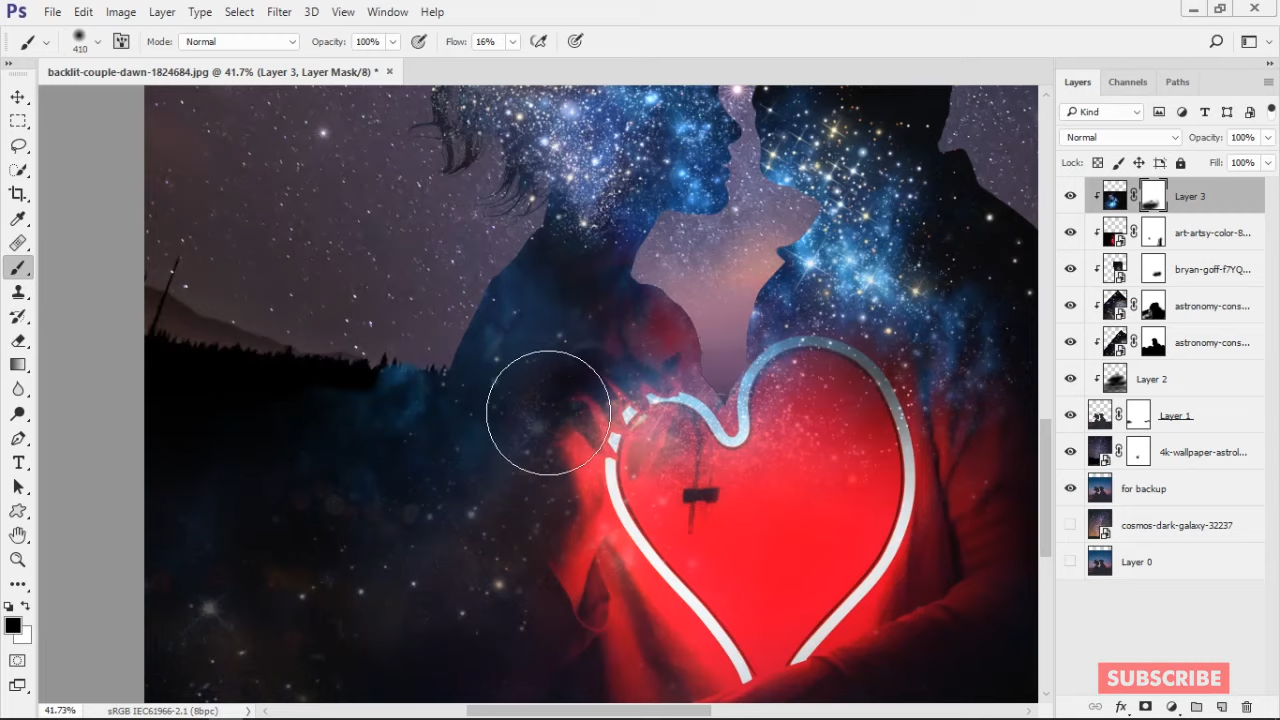 Ps File Edit Image Layer Type Select Filter 3D View Window Help
410 Mode: Normal Opacity: 100% Flow: 16%
backlit-couple-dawn-1824684.jpg @ 41.7% (Layer 3, Layer Mask/8) *
Layers Channels Paths
Kind
Normal Opacity: 100%
Lock: Fill: 100%
Layer 3
art-artsy-color-8...
bryan-goff-f7YQ...
astronomy-cons...
astronomy-cons...
Layer 2
Layer 1
4k-wallpaper-astrol...
for backup
cosmos-dark-galaxy-32237
Layer 0
SUBSCRIBE
41.73% sRGB IEC61966-2.1 (8bpc)